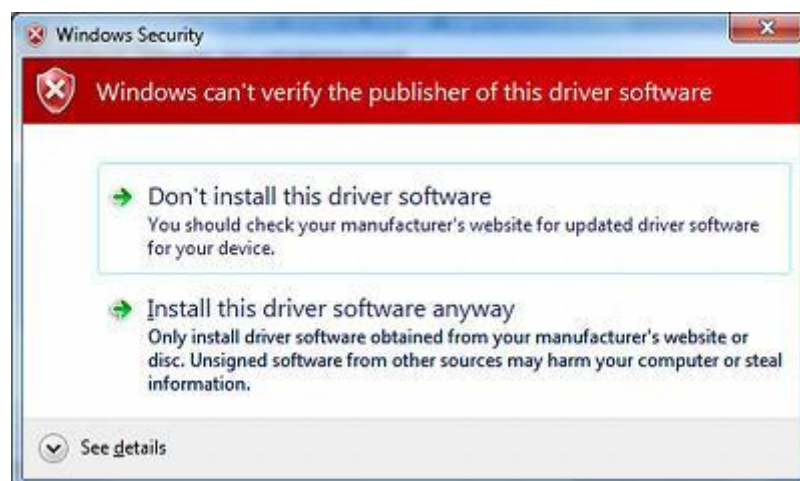 Windows Security
Windows can't verify the publisher of this driver software
Don't install this driver software
You should check your manufacturer's website for updated driver software
for your device.
Install this driver software anyway
Only install driver software obtained from your manufacturer's website or
disc. Unsigned software from other sources may harm your computer or steal
information.
See details